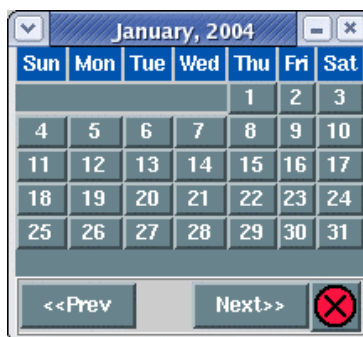 January, 2004
Sun Mon Tue Wed Thu Fri Sat
1 2 3
4 5 6 7 8 9 10
11 12 13 14 15 16 17
18 19 20 21 22 23 24
25 26 27 28 29 30 31
<<Prev Next>>